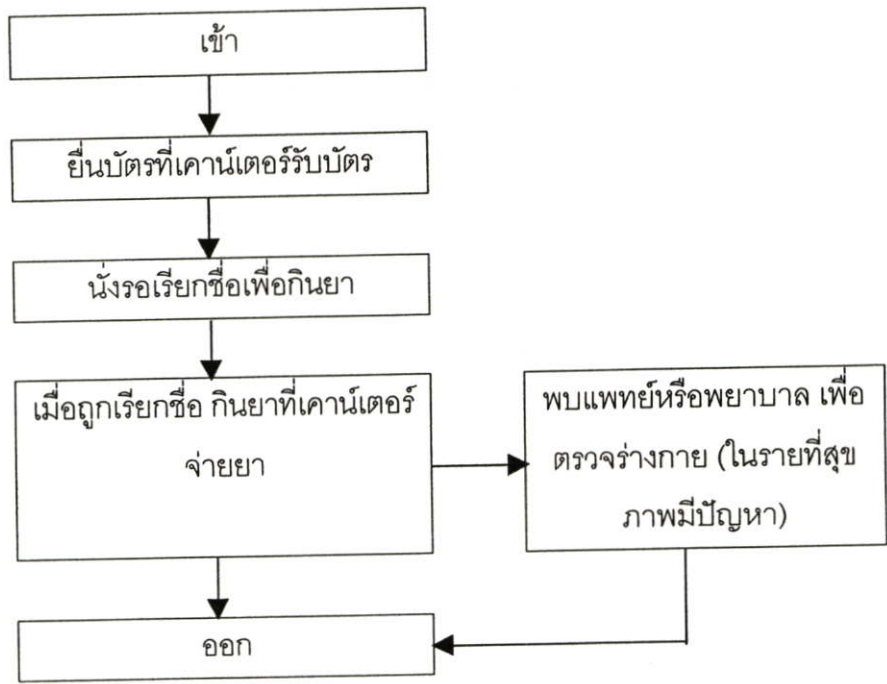 เข้า
ยื่นบัตรที่เคาน์เตอร์รับบัตร
นั่งรอเรียกชื่อเพื่อกินยา
เมื่อถูกเรียกชื่อ กินยาที่เคาน์เตอร์
จ่ายยา
พบแพทย์หรือพยาบาล เพื่อ
ตรวจร่างกาย (ในรายที่สุข
ภาพมีปัญหา)
ออก